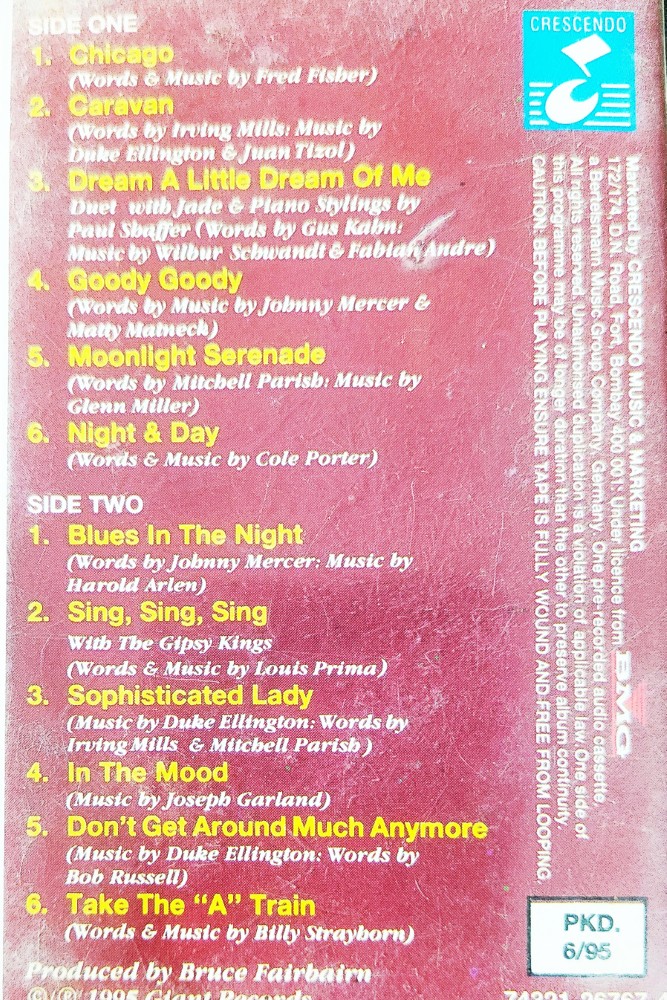 SIDE ONE
1. Chicago
(Words & Music by Fred Fisher)
2. Caravan
(Words by Irving Mills: Music by
Duke Ellington & Juan Tizol)
3. Dream A Little Dream Of Me
Duet with Jade & Piano Stylings by
Paul Shaffer (Words by Gus Kahn:
Music by Wilbur Schwandt & Fabian Andre)
4. Goody Goody
(Words by Music by Johnny Mercer &
Matty Matneck)
5. Moonlight Serenade
(Words by Mitchell Parish: Music by
Glenn Miller)
6. Night & Day
(Words & Music by Cole Porter)
SIDE TWO
1. Blues In The Night
(Words by Johnny Mercer: Music by
Harold Arlen)
2. Sing, Sing, Sing
With The Gipsy Kings
(Words & Music by Louis Prima)
3. Sophisticated Lady
(Music by Duke Ellington: Words by
Irving Mills & Mitchell Parish)
4. In The Mood
(Music by Joseph Garland)
5. Don't Get Around Much Anymore
(Music by Duke Ellington: Words by
Bob Russell)
6. Take The "A" Train
(Words & Music by Billy Strayhorn)
Produced by Bruce Fairbairn
©/℗ 1995 Giant Records
CRESCENDO
Marketed by CRESCENDO MUSIC & MARKETING
172/174, D.N. Road, Fort, Bombay 400 001: Under licence from BMG
a Bertelsmann Music Group Company, Germany. One pre-recorded audio cassette.
All rights reserved. Unauthorised duplication is a violation of applicable law. One side of
this programme may be of longer duration than the other to preserve album continuity.
CAUTION: BEFORE PLAYING ENSURE TAPE IS FULLY WOUND AND FREE FROM LOOPING.
PKD.
6/95